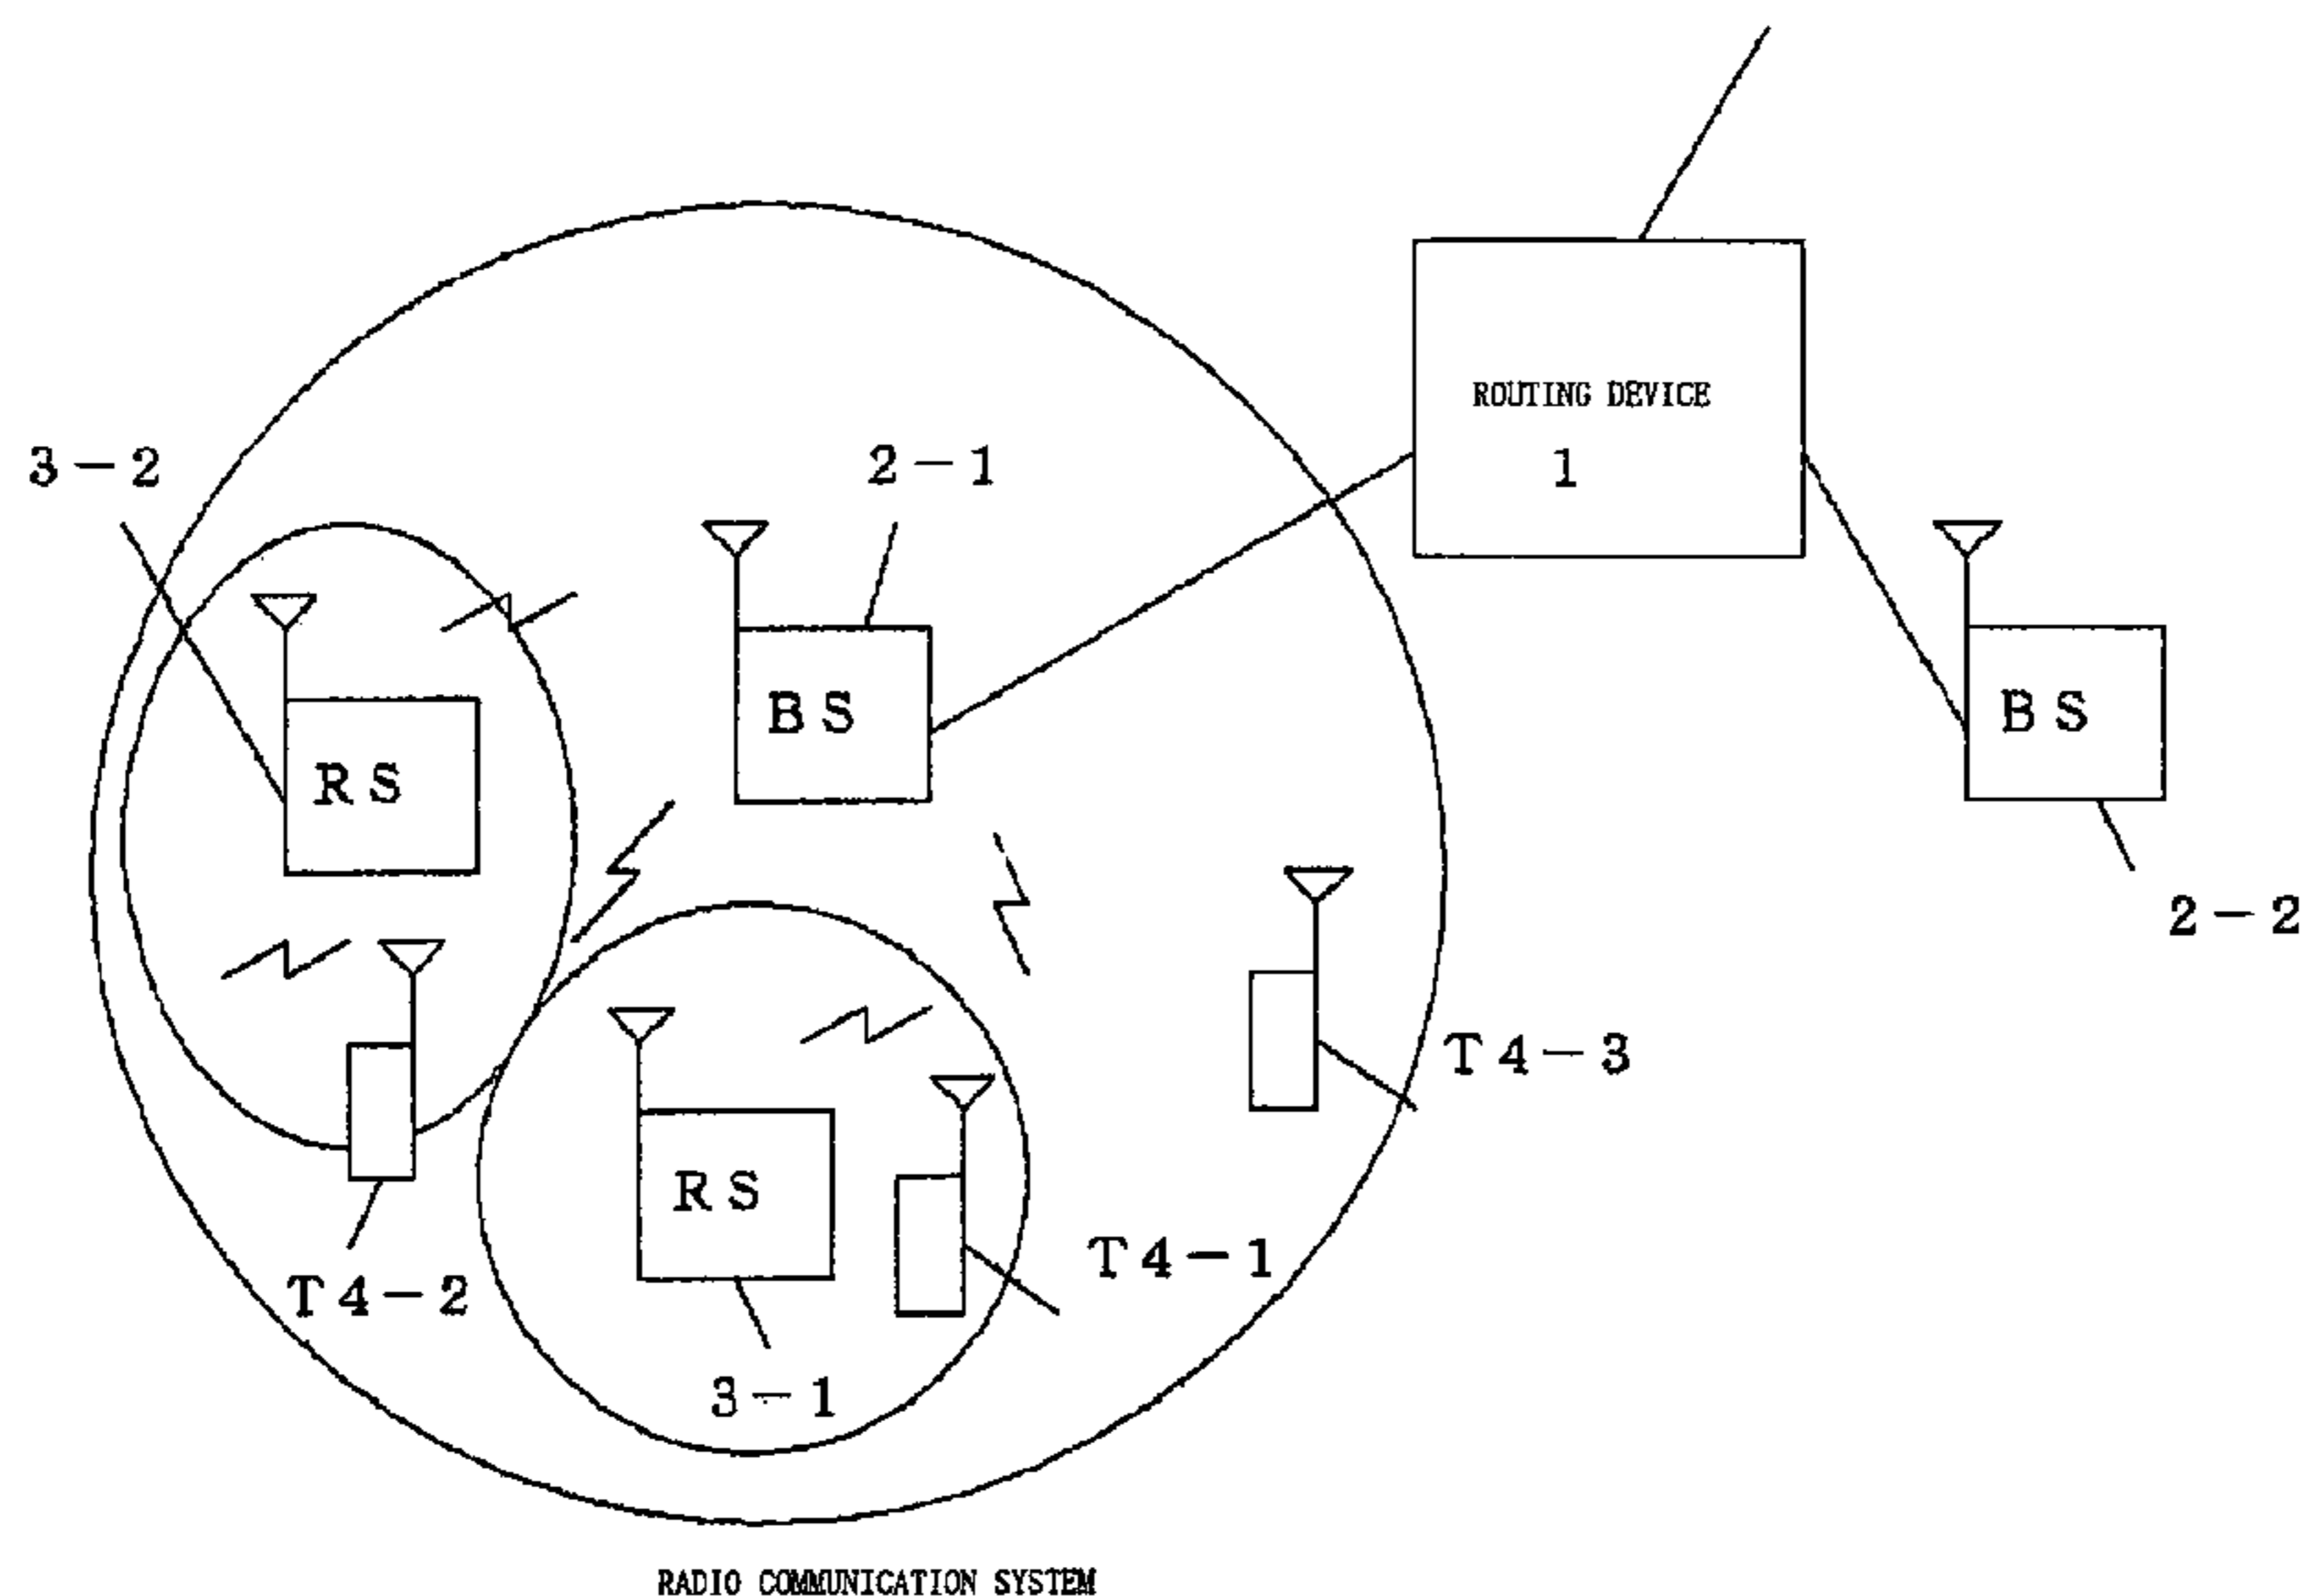 ROUTING DEVICE
1
3-2
2-1
BS
BS
RS
2-2
T4-3
RS
T4-1
T4-2
3-1
RADIO COMMUNICATION SYSTEM